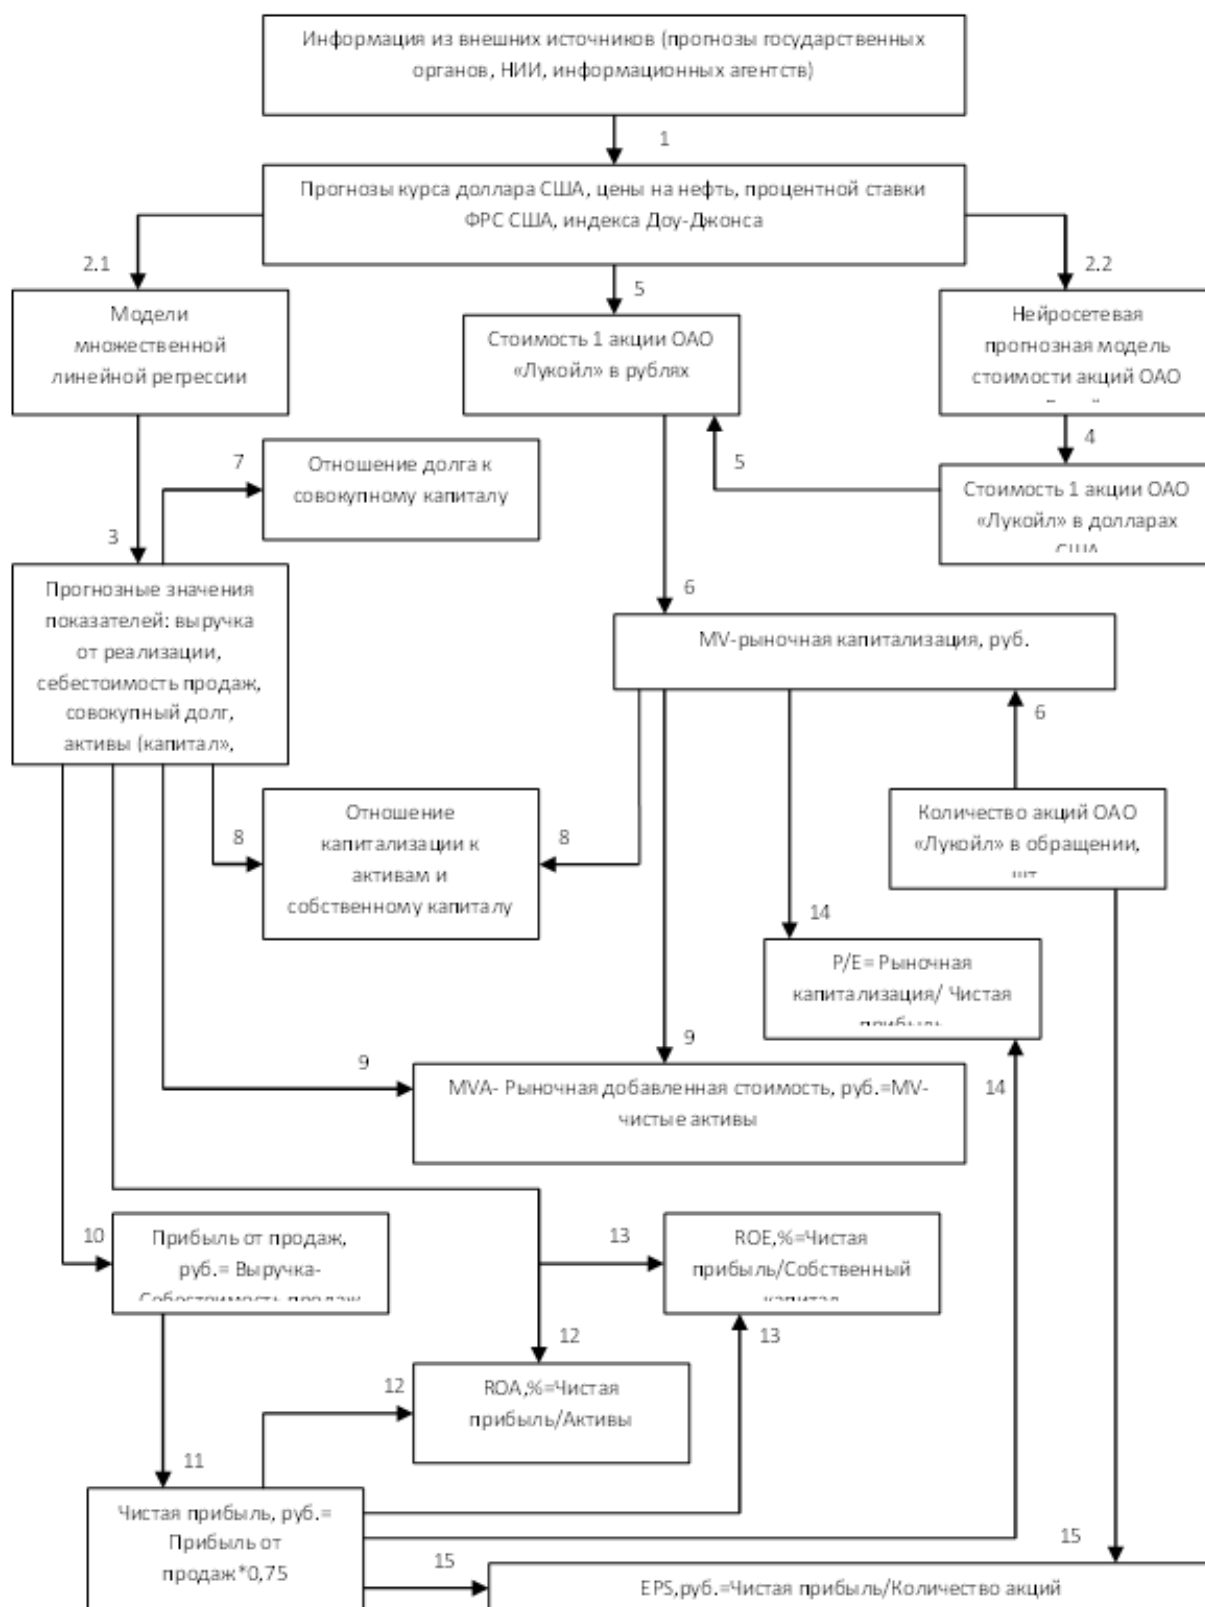 Информация из внешних источников (прогнозы государственных
органов, НИИ, информационных агентств)
1
Прогнозы курса доллара США, цены на нефть, процентной ставки
ФРС США, индекса Доу-Джонса
2.1
5
2.2
Модели
множественной
линейной регрессии
Стоимость 1 акции ОАО
«Лукойл» в рублях
Нейросетевая
прогнозная модель
стоимости акций ОАО
4
7
Отношение долга к
совокупному капиталу
5
Стоимость 1 акции ОАО
«Лукойл» в долларах
США
3
Прогнозные значения
показателей: выручка
от реализации,
себестоимость продаж,
совокупный долг,
активы (капитал»,
6
MV-рыночная капитализация, руб.
6
8
Отношение
капитализации к
активам и
собственному капиталу
8
Количество акций ОАО
«Лукойл» в обращении,
шт
14
P/E= Рыночная
капитализация/ Чистая
прибыль
9
9
MVA- Рыночная добавленная стоимость, руб.=MV-
чистые активы
14
10
Прибыль от продаж,
руб.= Выручка-
Себестоимость продаж
13
ROE,%=Чистая
прибыль/Собственный
капитал
12
13
12
ROA,%=Чистая
прибыль/Активы
11
Чистая прибыль, руб.=
Прибыль от
продаж*0,75
15
15
EPS,руб.=Чистая прибыль/Количество акций